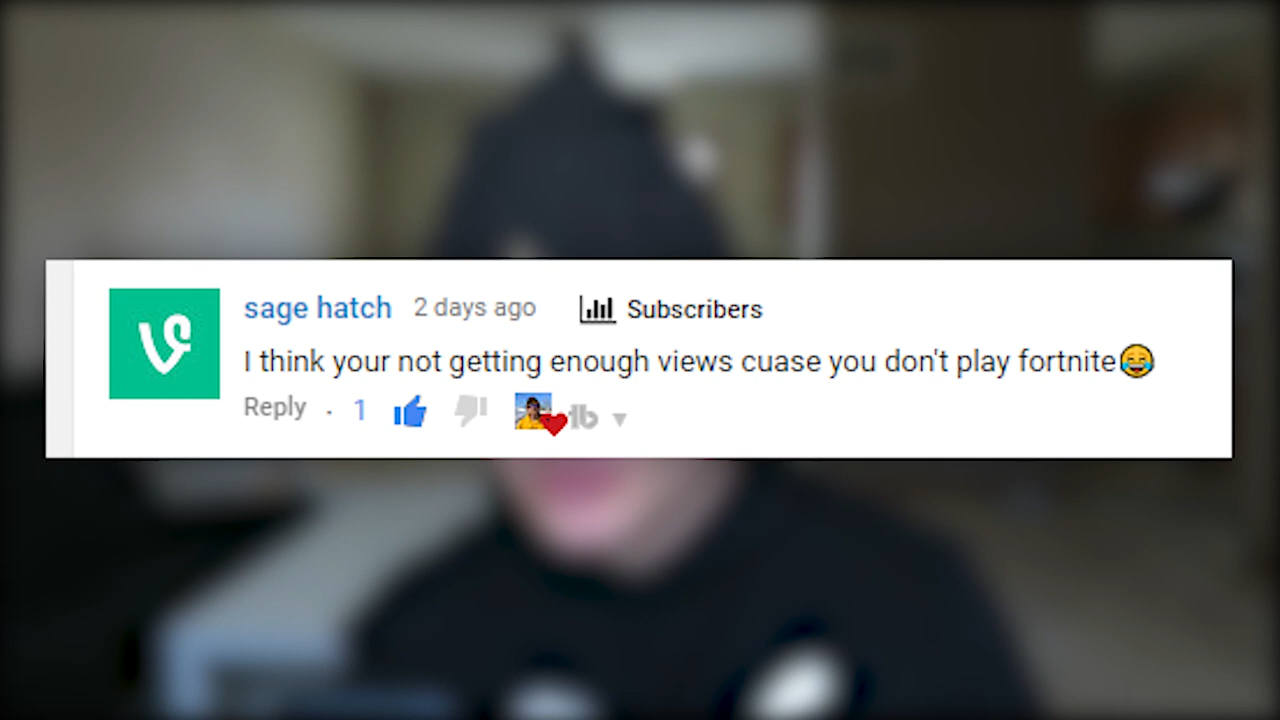 sage hatch 2 days ago Subscribers
I think your not getting enough views cuase you don't play fortnite😂
Reply · 1 tb